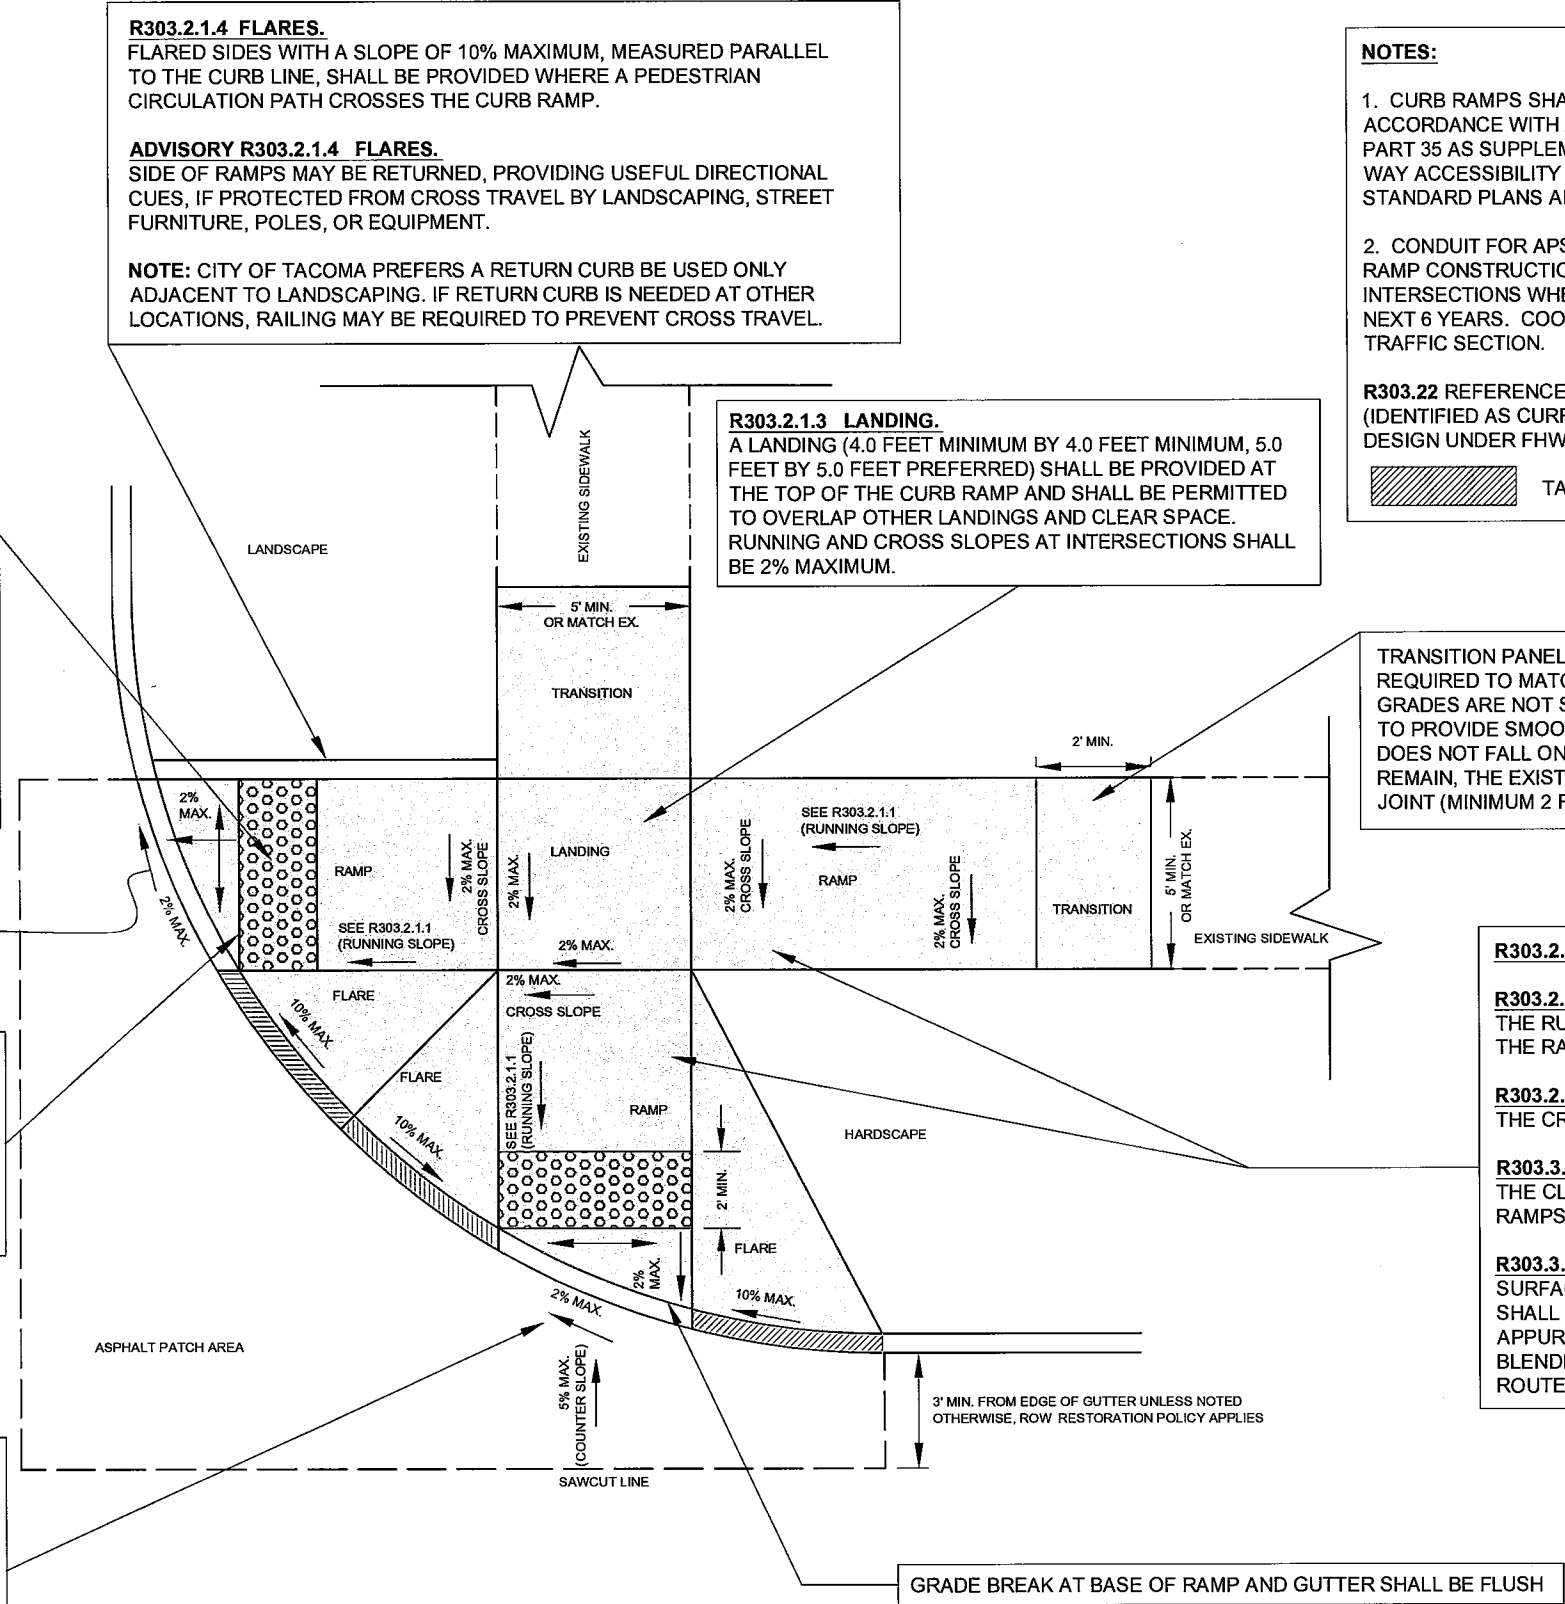 R303.2.1.4 FLARES.
FLARED SIDES WITH A SLOPE OF 10% MAXIMUM, MEASURED PARALLEL
TO THE CURB LINE, SHALL BE PROVIDED WHERE A PEDESTRIAN
CIRCULATION PATH CROSSES THE CURB RAMP.
ADVISORY R303.2.1.4 FLARES.
SIDE OF RAMPS MAY BE RETURNED, PROVIDING USEFUL DIRECTIONAL
CUES, IF PROTECTED FROM CROSS TRAVEL BY LANDSCAPING, STREET
FURNITURE, POLES, OR EQUIPMENT.
NOTE: CITY OF TACOMA PREFERS A RETURN CURB BE USED ONLY
ADJACENT TO LANDSCAPING. IF RETURN CURB IS NEEDED AT OTHER
LOCATIONS, RAILING MAY BE REQUIRED TO PREVENT CROSS TRAVEL.
NOTES:
1. CURB RAMPS SHA
ACCORDANCE WITH
PART 35 AS SUPPLEM
WAY ACCESSIBILITY
STANDARD PLANS A
2. CONDUIT FOR APS
RAMP CONSTRUCTIO
INTERSECTIONS WHE
NEXT 6 YEARS. COO
TRAFFIC SECTION.
R303.22 REFERENCE
(IDENTIFIED AS CURR
DESIGN UNDER FHW
TA
R303.2.1.3 LANDING.
A LANDING (4.0 FEET MINIMUM BY 4.0 FEET MINIMUM, 5.0
FEET BY 5.0 FEET PREFERRED) SHALL BE PROVIDED AT
THE TOP OF THE CURB RAMP AND SHALL BE PERMITTED
TO OVERLAP OTHER LANDINGS AND CLEAR SPACE.
RUNNING AND CROSS SLOPES AT INTERSECTIONS SHALL
BE 2% MAXIMUM.
EXISTING SIDEWALK
LANDSCAPE
5' MIN.
OR MATCH EX.
TRANSITION
TRANSITION PANEL
REQUIRED TO MATC
GRADES ARE NOT S
TO PROVIDE SMOO
DOES NOT FALL ON
REMAIN, THE EXIST
JOINT (MINIMUM 2 F
2' MIN.
2%
MAX.
RAMP
SEE R303.2.1.1
(RUNNING SLOPE)
2% MAX.
CROSS SLOPE
2% MAX.
LANDING
2% MAX.
SEE R303.2.1.1
(RUNNING SLOPE)
2% MAX.
CROSS SLOPE
RAMP
2% MAX.
CROSS SLOPE
TRANSITION
5' MIN.
OR MATCH EX.
EXISTING SIDEWALK
2% MAX.
FLARE
10% MAX.
2% MAX.
CROSS SLOPE
SEE R303.2.1.1
(RUNNING SLOPE)
FLARE
10% MAX.
RAMP
2' MIN.
HARDSCAPE
FLARE
2%
MAX.
10% MAX.
2% MAX.
R303.2.
R303.2.
THE RU
THE RA
R303.2.
THE CR
R303.3.
THE CL
RAMPS
R303.3.
SURFA
SHALL
APPUR
BLEND
ROUTE
ASPHALT PATCH AREA
5% MAX.
(COUNTER SLOPE)
3' MIN. FROM EDGE OF GUTTER UNLESS NOTED
OTHERWISE, ROW RESTORATION POLICY APPLIES
SAWCUT LINE
GRADE BREAK AT BASE OF RAMP AND GUTTER SHALL BE FLUSH